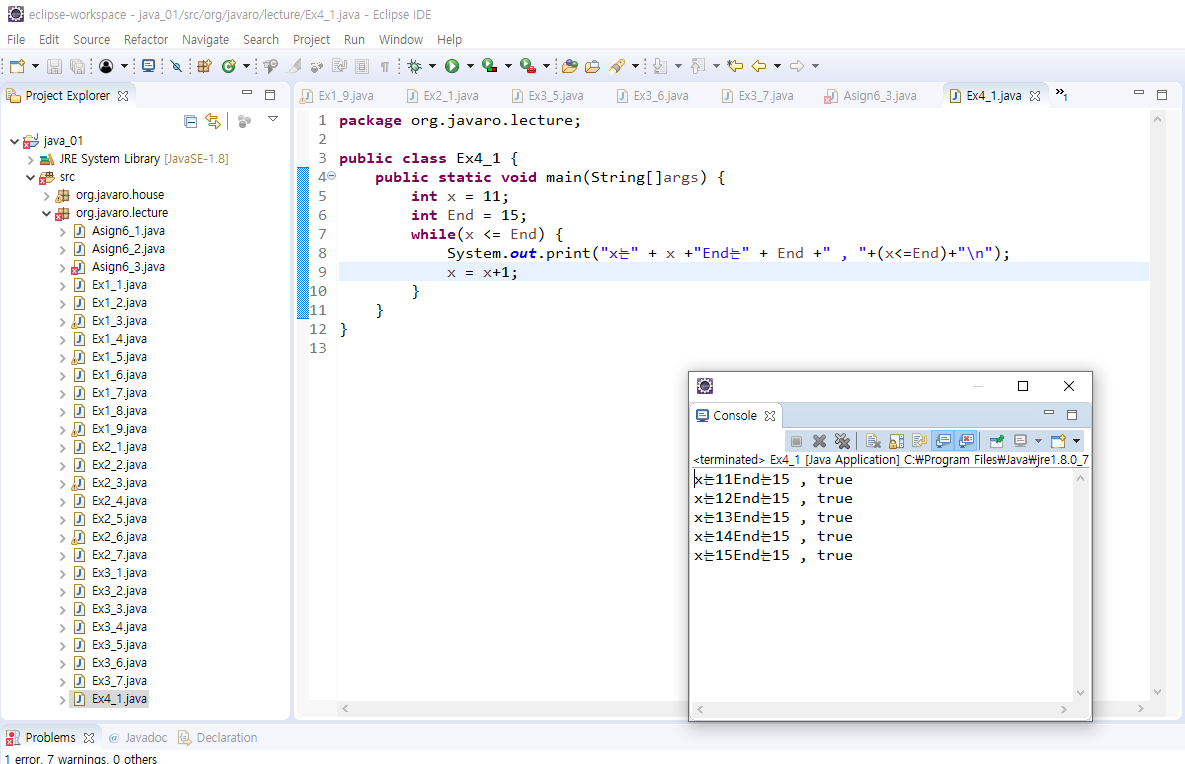 eclipse-workspace - java_01/src/org/javaro/lecture/Ex4_1.java - Eclipse IDE
File Edit Source Refactor Navigate Search Project Run Window Help
Project Explorer
java_01
JRE System Library [JavaSE-1.8]
src
org.javaro.house
org.javaro.lecture
Asign6_1.java
Asign6_2.java
Asign6_3.java
Ex1_1.java
Ex1_2.java
Ex1_3.java
Ex1_4.java
Ex1_5.java
Ex1_6.java
Ex1_7.java
Ex1_8.java
Ex1_9.java
Ex2_1.java
Ex2_2.java
Ex2_3.java
Ex2_4.java
Ex2_5.java
Ex2_6.java
Ex2_7.java
Ex3_1.java
Ex3_2.java
Ex3_3.java
Ex3_4.java
Ex3_5.java
Ex3_6.java
Ex3_7.java
Ex4_1.java
Ex1_9.java Ex2_1.java Ex3_5.java Ex3_6.java Ex3_7.java Asign6_3.java Ex4_1.java »1
1 package org.javaro.lecture;
2
3 public class Ex4_1 {
4 public static void main(String[]args) {
5 int x = 11;
6 int End = 15;
7 while(x <= End) {
8 System.out.print("x는" + x +"End는" + End +" , "+(x<=End)+"\n");
9 x = x+1;
10 }
11 }
12 }
13
Console
<terminated> Ex4_1 [Java Application] C:₩Program Files₩Java₩jre1.8.0_7
x는11End는15 , true
x는12End는15 , true
x는13End는15 , true
x는14End는15 , true
x는15End는15 , true
Problems @ Javadoc Declaration
1 error, 7 warnings, 0 others